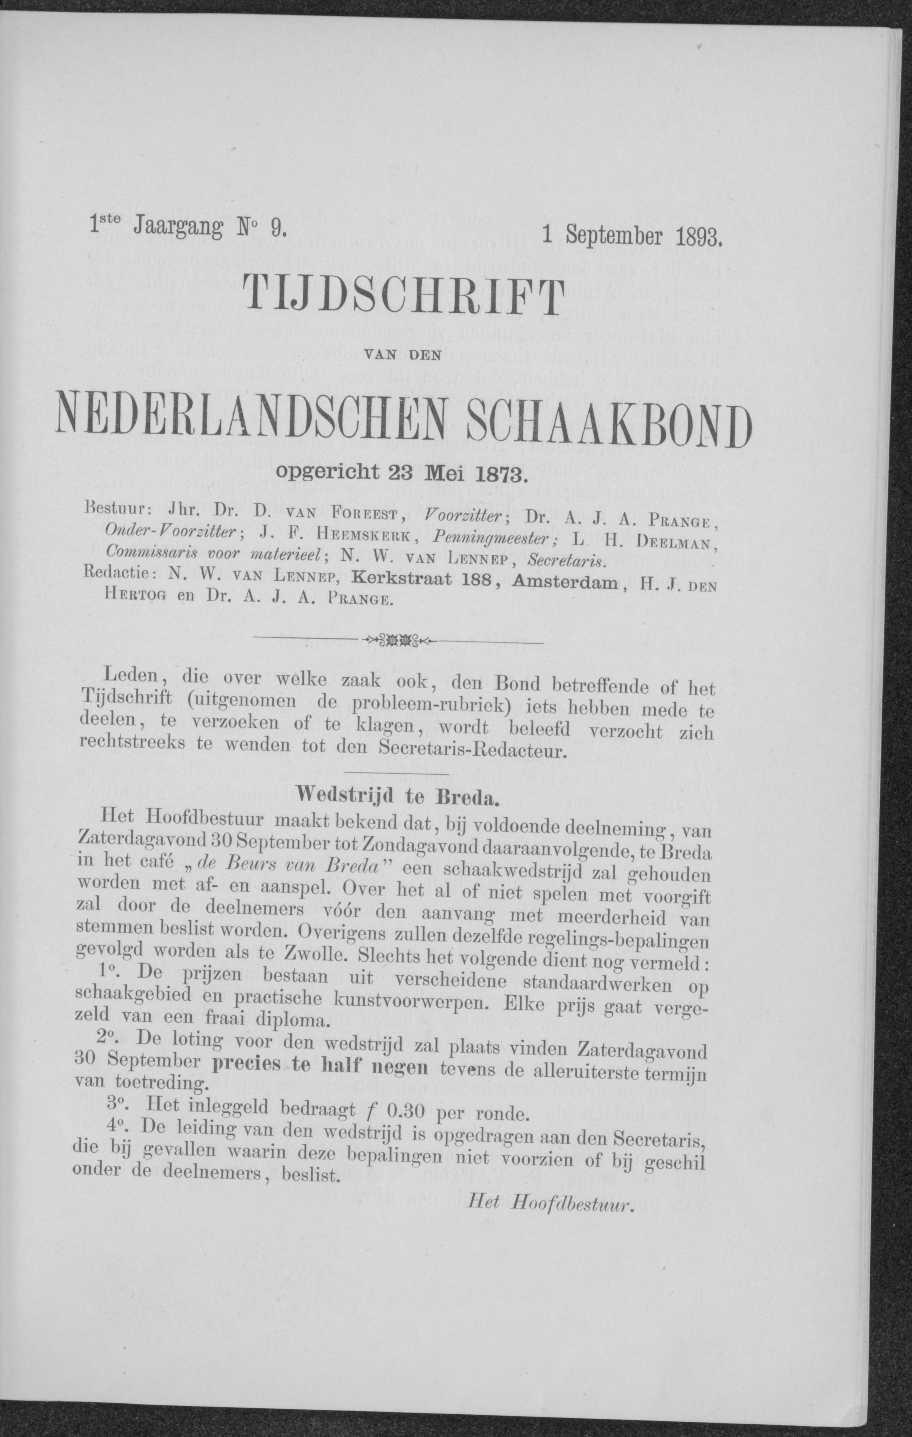 1ste Jaargang No 9.
1 September 1893.
TIJDSCHRIFT
VAN DEN
NEDERLANDSCHEN SCHAAKBOND
opgericht 23 Mei 1873.
Bestuur: Jhr. Dr. D. VAN FOREEST, Voorzitter; Dr. A. J. A. PRANGE,
Onder-Voorzitter; J. F. HEEMSKERK, Penningmeester; L. H. DEELMAN,
Commissaris voor materieel; N. W. VAN LENNEP, Secretaris.
Redactie: N. W. VAN LENNEP, Kerkstraat 188, Amsterdam, H. J. DEN
HERTOG en Dr. A. J. A. PRANGE.
Leden, die over welke zaak ook, den Bond betreffende of het
Tijdschrift (uitgenomen de probleem-rubriek) iets hebben mede te
deelen, te verzoeken of te klagen, wordt beleefd verzocht zich
rechtstreeks te wenden tot den Secretaris-Redacteur.
Wedstrijd te Breda.
Het Hoofdbestuur maakt bekend dat, bij voldoende deelneming, van
Zaterdagavond 30 September tot Zondagavond daaraanvolgende, te Breda
in het café „de Beurs van Breda" een schaakwedstrijd zal gehouden
worden met af- en aanspel. Over het al of niet spelen met voorgift
zal door de deelnemers vóór den aanvang met meerderheid van
stemmen beslist worden. Overigens zullen dezelfde regelings-bepalingen
gevolgd worden als te Zwolle. Slechts het volgende dient nog vermeld:
1o. De prijzen bestaan uit verscheidene standaardwerken op
schaakgebied en practische kunstvoorwerpen. Elke prijs gaat verge-
zeld van een fraai diploma.
2o. De loting voor den wedstrijd zal plaats vinden Zaterdagavond
30 September precies te half negen tevens de alleruiterste termijn
van toetreding.
3o. Het inleggeld bedraagt f 0.30 per ronde.
4o. De leiding van den wedstrijd is opgedragen aan den Secretaris,
die bij gevallen waarin deze bepalingen niet voorzien of bij geschil
onder de deelnemers, beslist.
Het Hoofdbestuur.